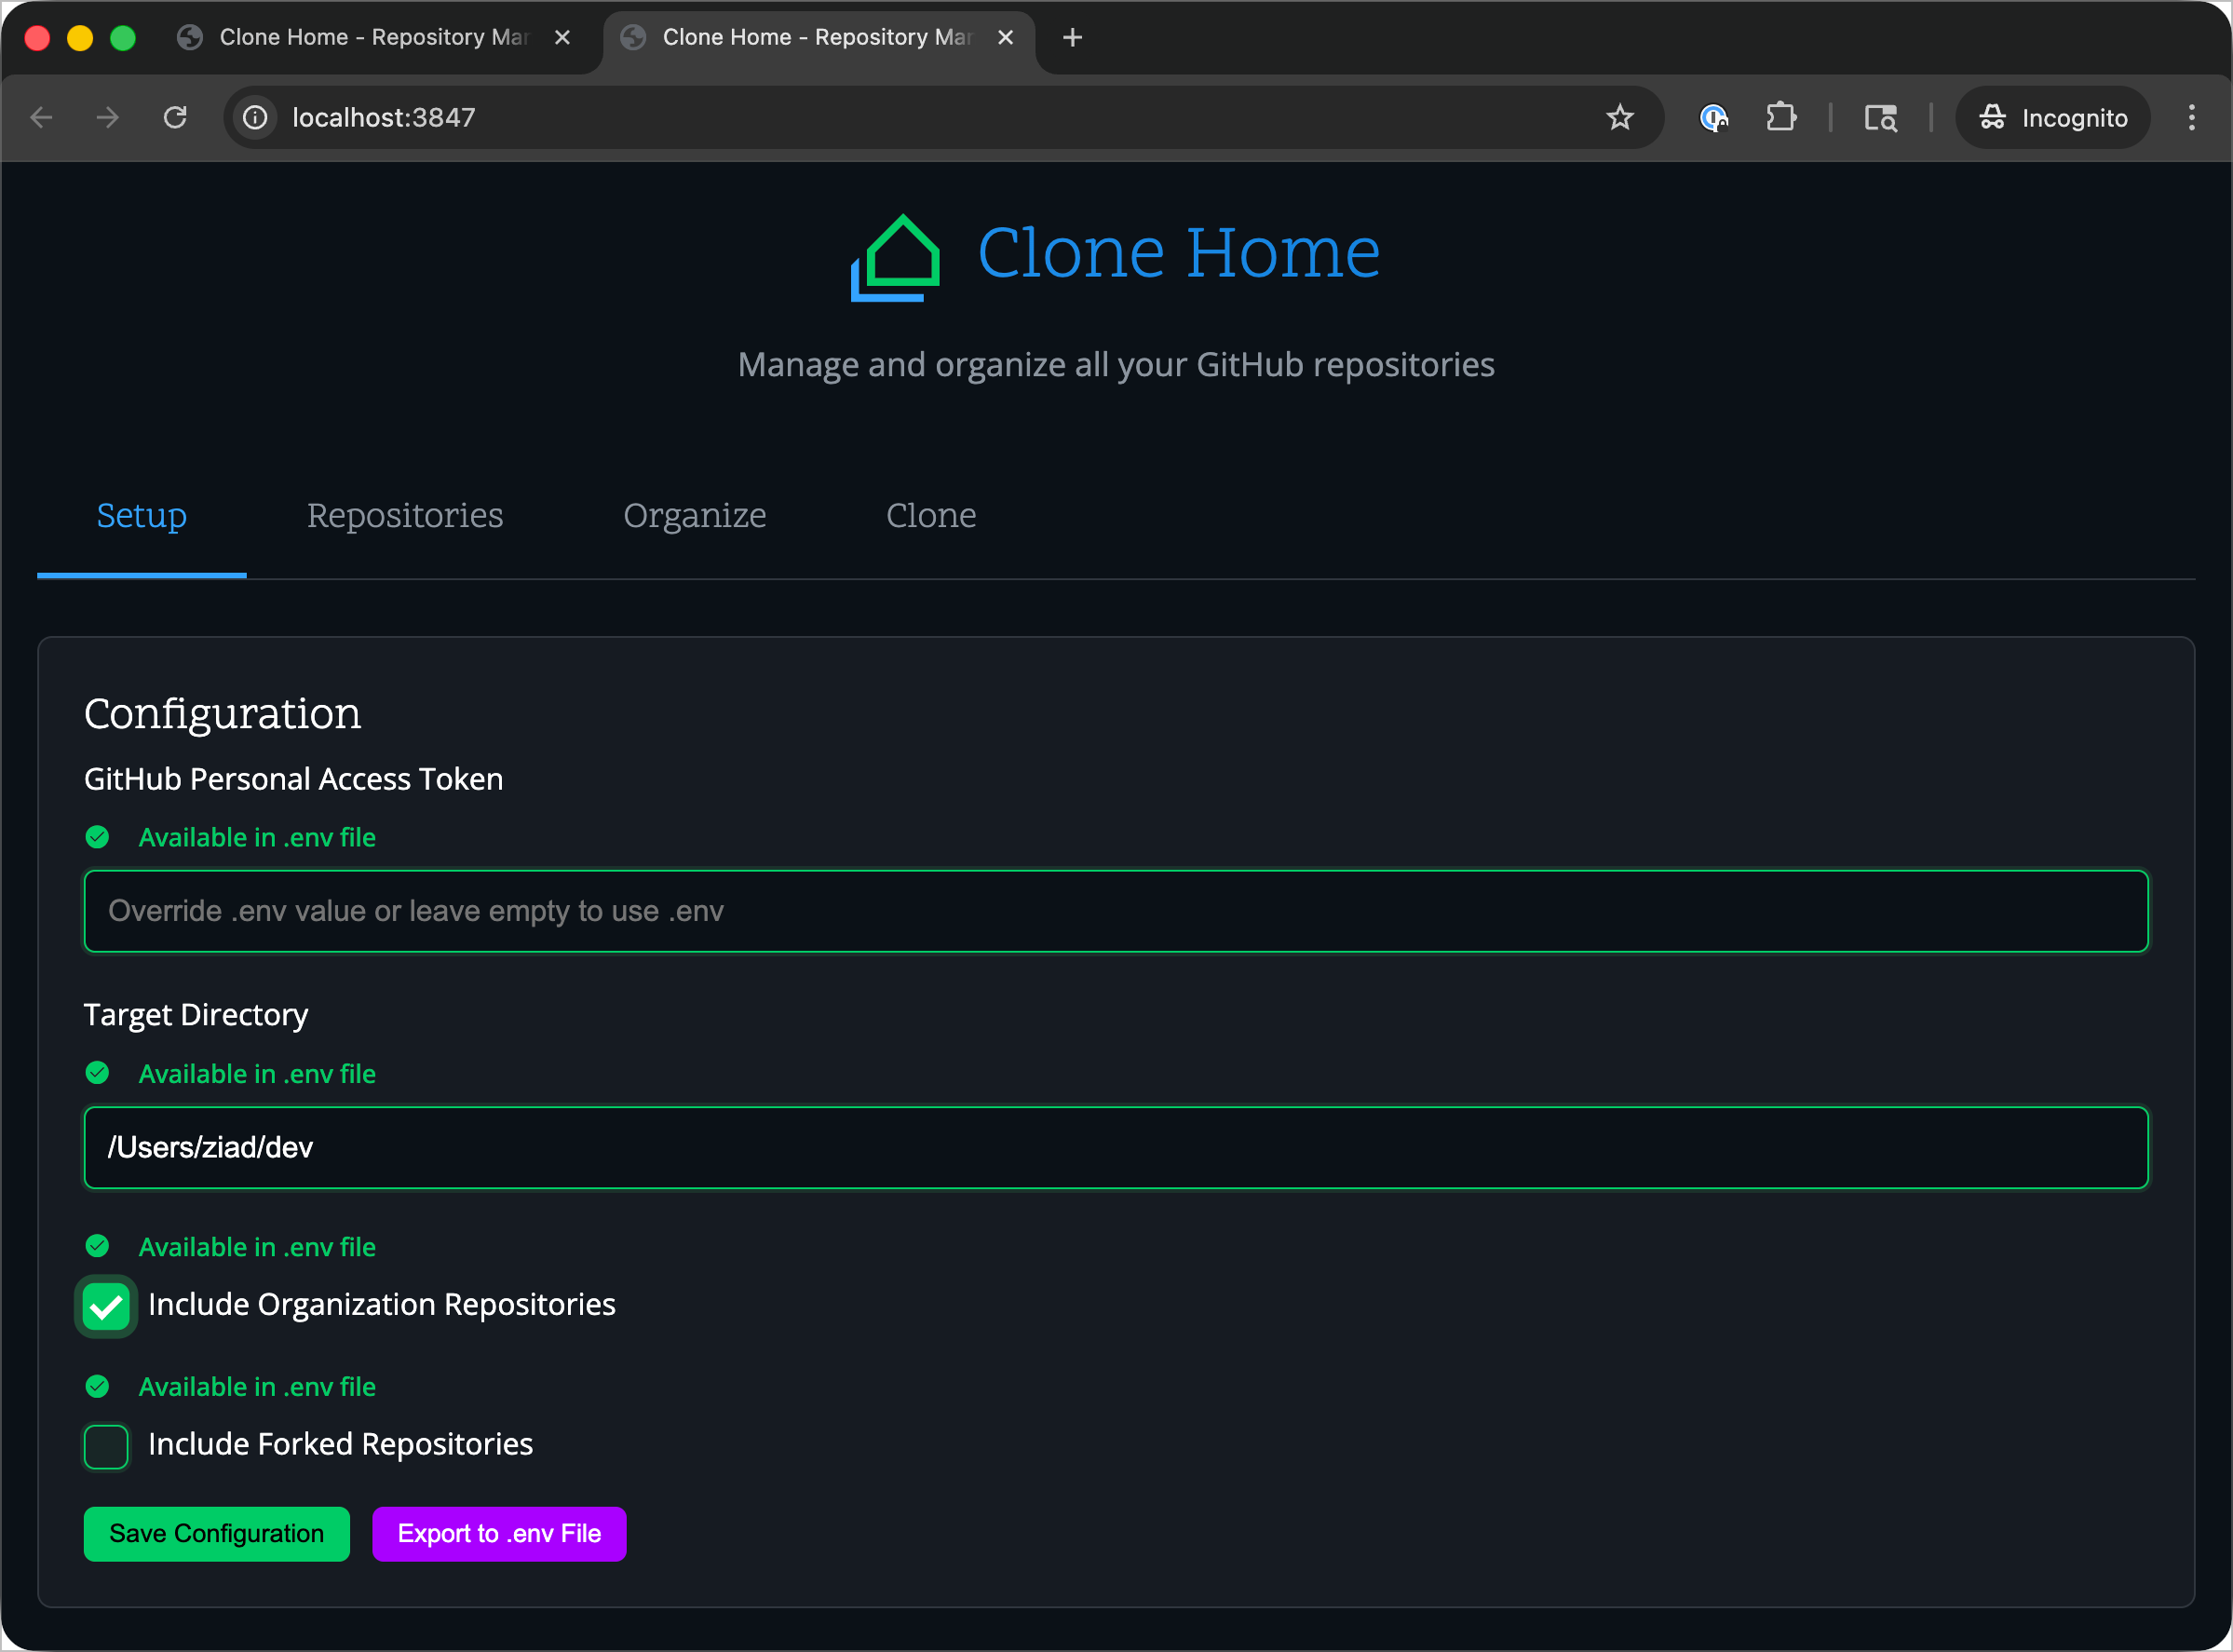 Clone Home - Repository Mar
Clone Home - Repository Mar
localhost:3847
Incognito
Clone Home
Manage and organize all your GitHub repositories
Setup
Repositories
Organize
Clone
Configuration
GitHub Personal Access Token
Available in .env file
Override .env value or leave empty to use .env
Target Directory
Available in .env file
/Users/ziad/dev
Available in .env file
Include Organization Repositories
Available in .env file
Include Forked Repositories
Save Configuration
Export to .env File